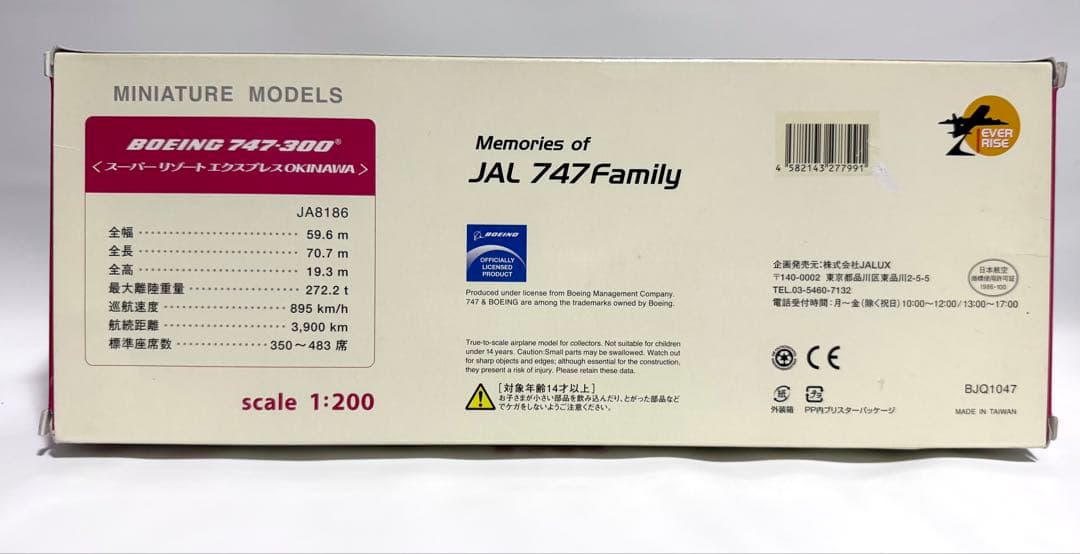 MINIATURE MODELS
BOEING 747-300®
<スーパーリゾートエクスプレスOKINAWA>
JA8186
全幅 59.6 m
全長 70.7 m
全高 19.3 m
最大離陸重量 272.2 t
巡航速度 895 km/h
航続距離 3,900 km
標準座席数 350～483 席
scale 1:200
Memories of
JAL 747Family
BOEING
OFFICIALLY
LICENSED
PRODUCT
Produced under license from Boeing Management Company.
747 & BOEING are among the trademarks owned by Boeing.
True-to-scale airplane model for collectors. Not suitable for children
under 14 years. Caution:Small parts may be swallowed. Watch out
for sharp objects and edges; although essential for the construction,
they present a risk of injury. Please retain these data.
[対象年齢14才以上]
お子さまが小さい部品を飲み込んだり、とがった部品など
でケガをしないようご注意ください。
4 582143 277991
EVER
RISE
企画発売元:株式会社JALUX
〒140-0002 東京都品川区東品川2-5-5
TEL.03-5460-7132
電話受付時間:月～金(除く祝日)10:00～12:00/13:00～17:00
日本航空
商標使用許可証
1986-100
CE
紙
プラ
外装箱 PP内ブリスターパッケージ
BJQ1047
MADE IN TAIWAN